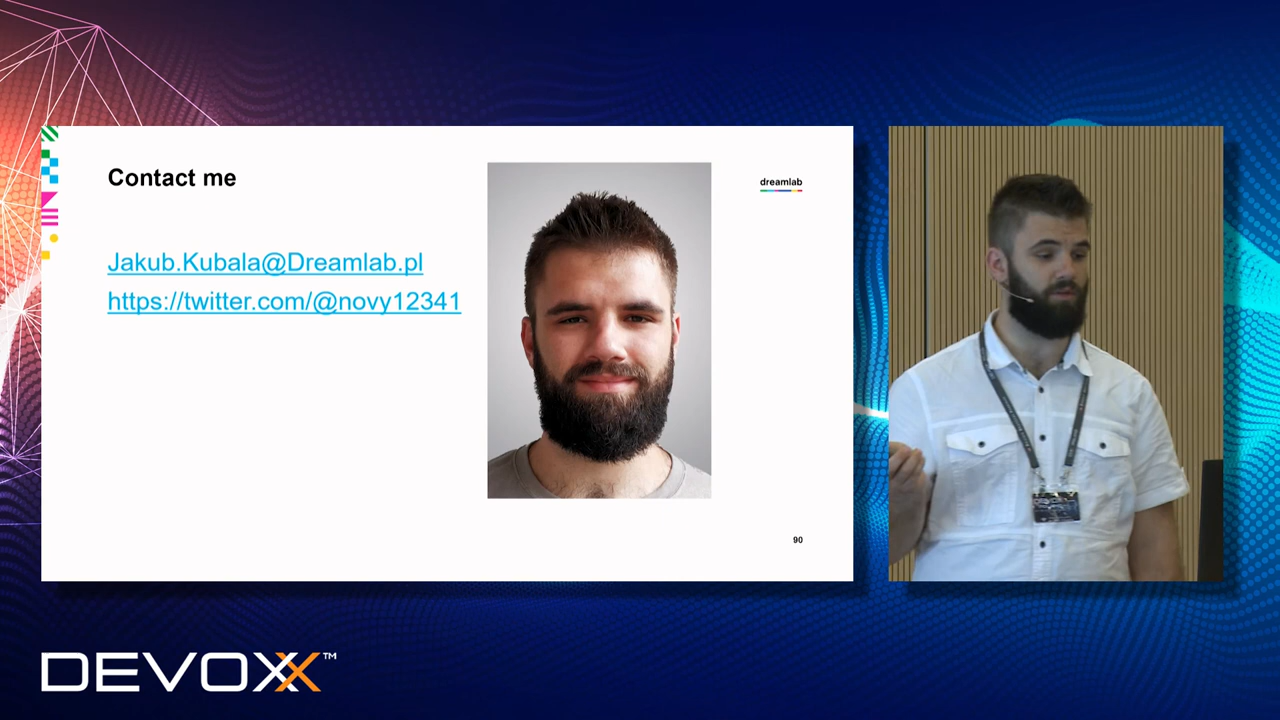 Contact me
dreamlab
Jakub.Kubala@Dreamlab.pl
https://twitter.com/@novy12341
90
DEVOXX™